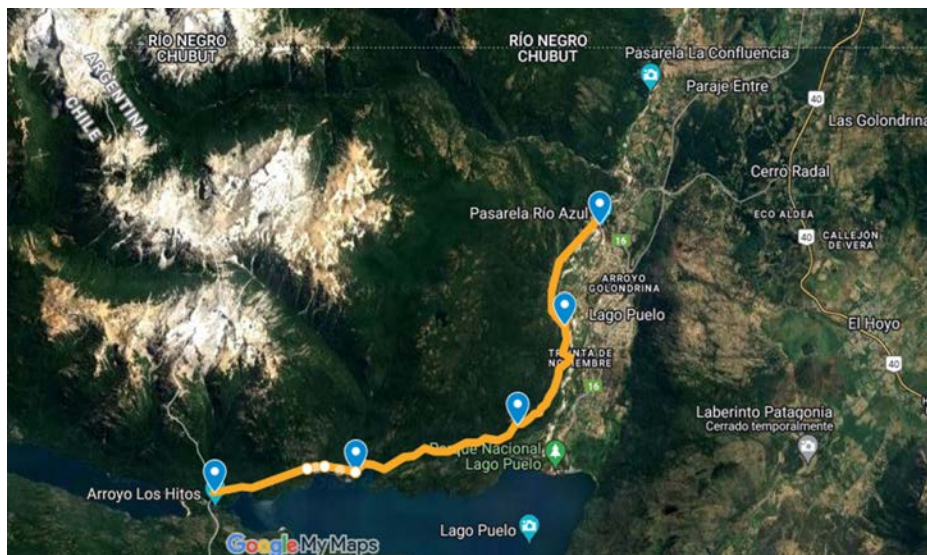 RÍO NEGRO
CHUBUT
RÍO NEGRO
CHUBUT
ARGENTINA
CHILE
Pasarela La Confluencia
Paraje Entre
40
Las Golondrina
Cerro Radal
Pasarela Río Azul
ECO ALDEA
16
40
CALLEJÓN
DE VERA
ARROYO
GOLONDRINA
Lago Puelo
El Hoyo
TREINTA DE
NOVIEMBRE
40
16
Laberinto Patagonia
Cerrado temporalmente
Parque Nacional
Lago Puelo
Arroyo Los Hitos
Lago Puelo
Google My Maps